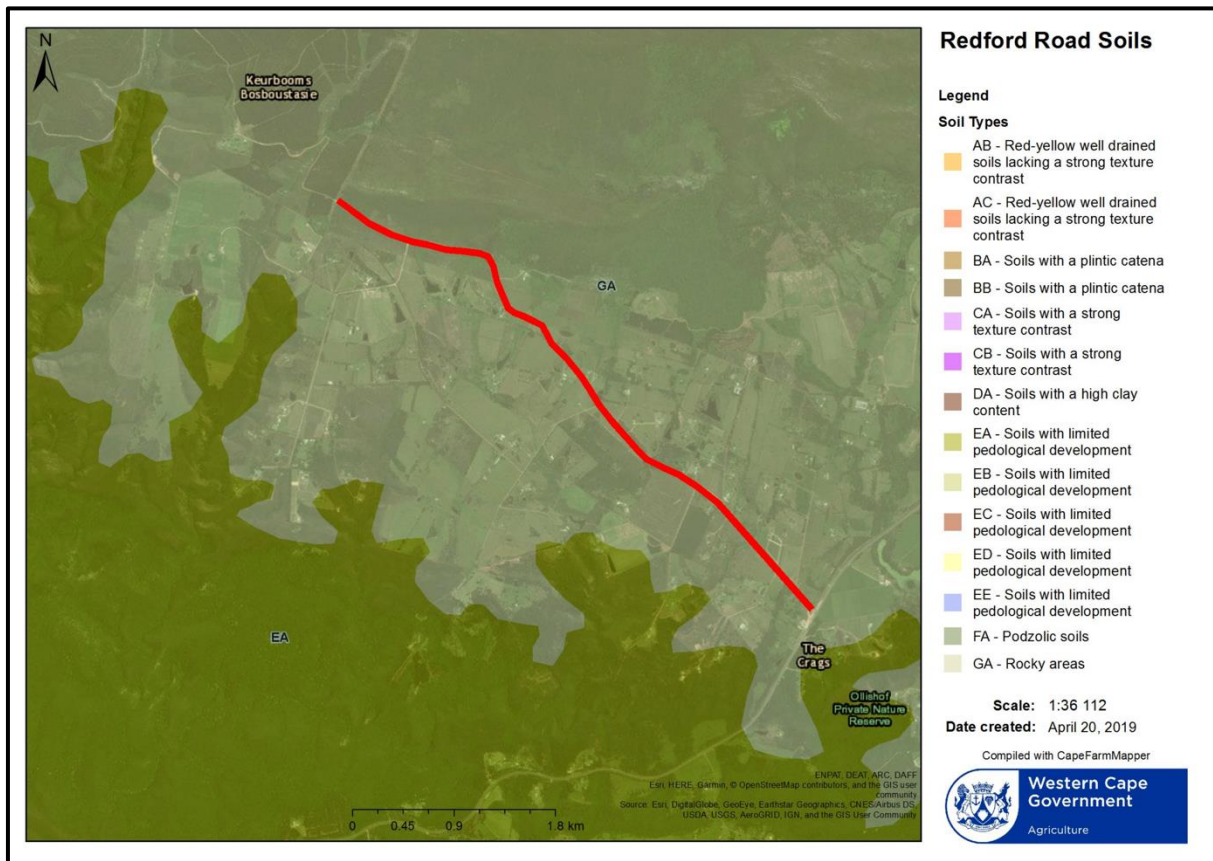 N
Keurbooms
Bosboustasie
GA
EA
The
Crags
Ollishof
Private Nature
Reserve
ENPAT, DEAT, ARC, DAFF
Esri, HERE, Garmin, © OpenStreetMap contributors, and the GIS user
community
Source: Esri, DigitalGlobe, GeoEye, Earthstar Geographics, CNES/Airbus DS,
USDA, USGS, AeroGRID, IGN, and the GIS User Community
0 0.45 0.9 1.8 km
Redford Road Soils
Legend
Soil Types
AB - Red-yellow well drained
soils lacking a strong texture
contrast
AC - Red-yellow well drained
soils lacking a strong texture
contrast
BA - Soils with a plintic catena
BB - Soils with a plintic catena
CA - Soils with a strong
texture contrast
CB - Soils with a strong
texture contrast
DA - Soils with a high clay
content
EA - Soils with limited
pedological development
EB - Soils with limited
pedological development
EC - Soils with limited
pedological development
ED - Soils with limited
pedological development
EE - Soils with limited
pedological development
FA - Podzolic soils
GA - Rocky areas
Scale: 1:36 112
Date created: April 20, 2019
Compiled with CapeFarmMapper
Western Cape
Government
Agriculture